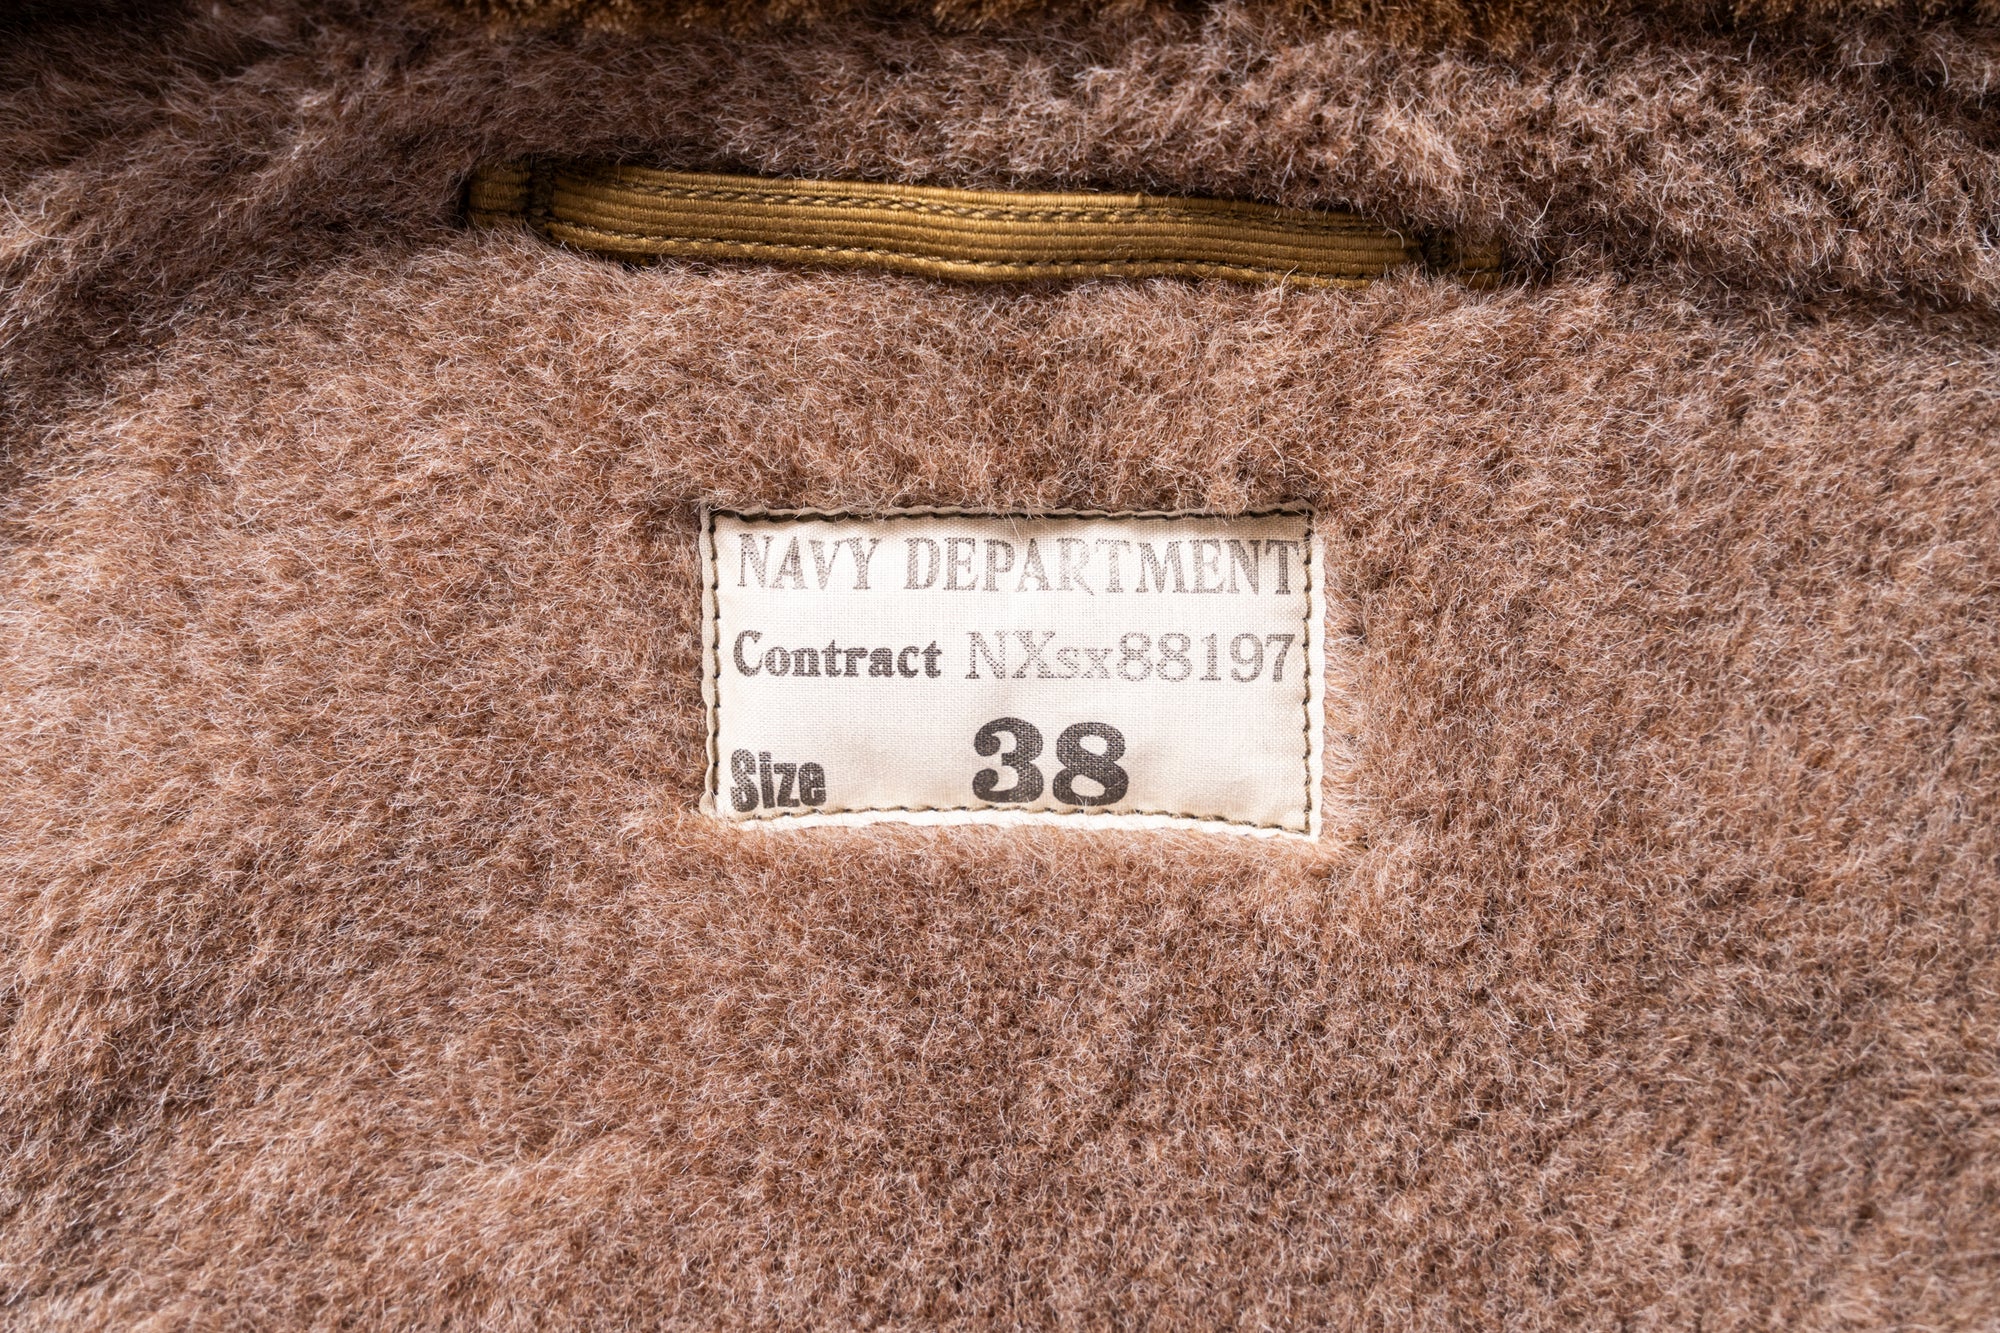 NAVY DEPARTMENT
Contract NXsx88197
Size 38